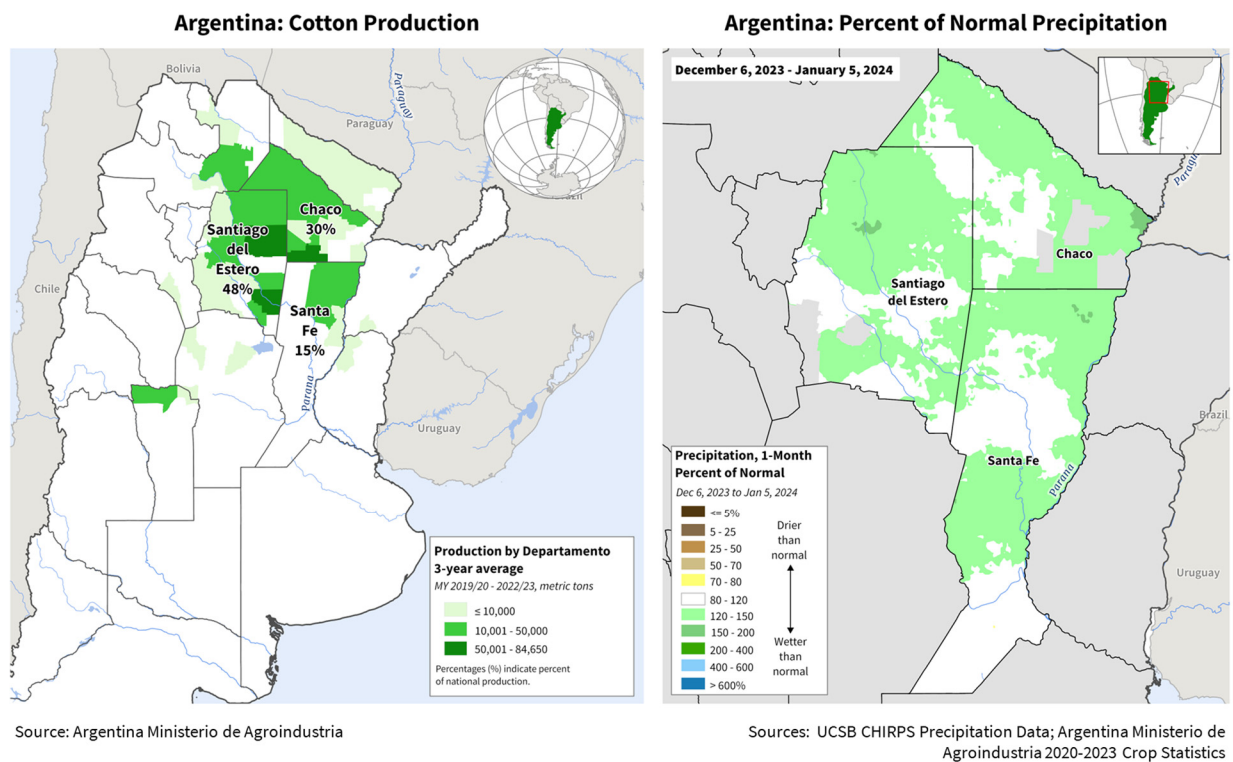 Argentina: Cotton Production
Bolivia
Paraguay
Paraguay
Chaco
30%
Santiago
del
Estero
48%
Chile
Santa
Fe
15%
Parana
Uruguay
Production by Departamento
3-year average
MY 2019/20 - 2022/23, metric tons
≤ 10,000
10,001 - 50,000
50,001 - 84,650
Percentages (%) indicate percent
of national production.
Source: Argentina Ministerio de Agroindustria
Argentina: Percent of Normal Precipitation
December 6, 2023 - January 5, 2024
Chaco
Santiago
del Estero
Santa Fe
Parana
Brazil
Uruguay
Precipitation, 1-Month
Percent of Normal
Dec 6, 2023 to Jan 5, 2024
<= 5%
5 - 25
25 - 50
50 - 70
70 - 80
80 - 120
120 - 150
150 - 200
200 - 400
400 - 600
> 600%
Drier
than
normal
Wetter
than
normal
Sources: UCSB CHIRPS Precipitation Data; Argentina Ministerio de
Agroindustria 2020-2023 Crop Statistics